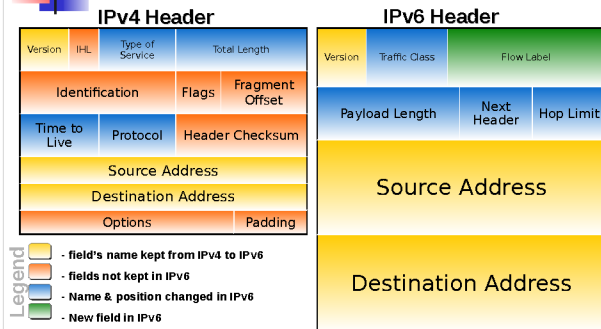 IPv4 Header
Version IHL Type of Service Total Length
Identification Flags Fragment Offset
Time to Live Protocol Header Checksum
Source Address
Destination Address
Options Padding
Legend
- field's name kept from IPv4 to IPv6
- fields not kept in IPv6
- Name & position changed in IPv6
- New field in IPv6
IPv6 Header
Version Traffic Class Flow Label
Payload Length Next Header Hop Limit
Source Address
Destination Address